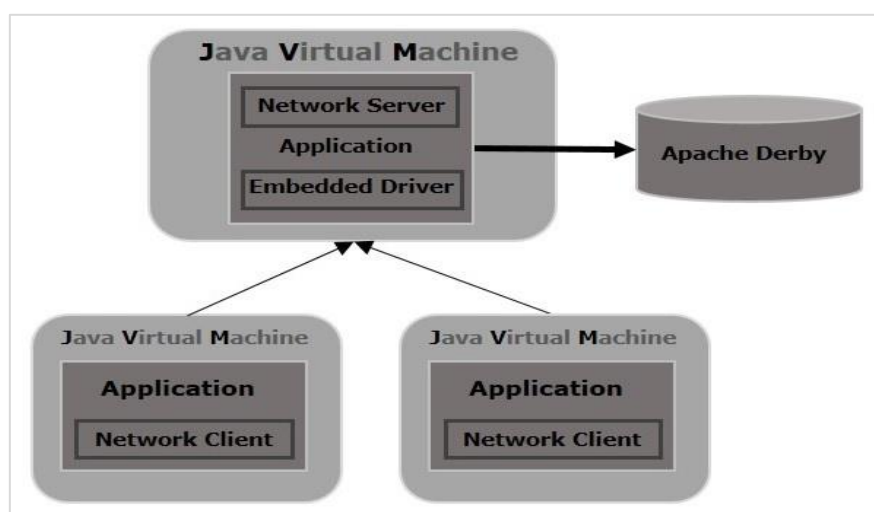 Java Virtual Machine
Network Server
Application
Embedded Driver
Apache Derby
Java Virtual Machine
Application
Network Client
Java Virtual Machine
Application
Network Client